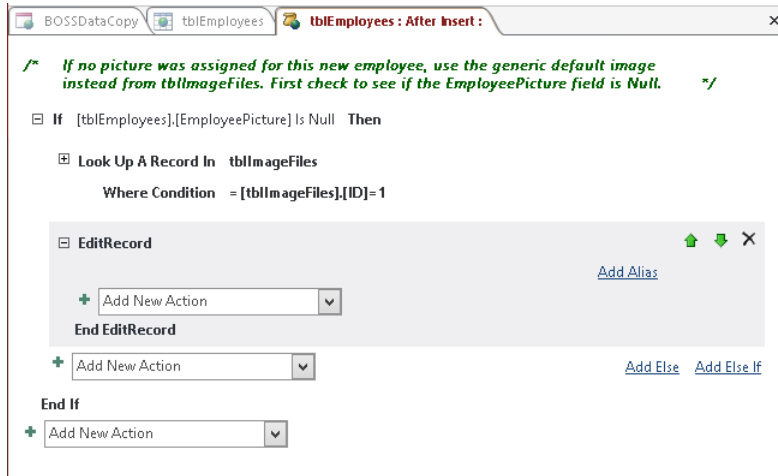 BOSSDataCopy tblEmployees tblEmployees : After Insert :
/* If no picture was assigned for this new employee, use the generic default image
instead from tblImageFiles. First check to see if the EmployeePicture field is Null. */
If [tblEmployees].[EmployeePicture] Is Null Then
Look Up A Record In tblImageFiles
Where Condition = [tblImageFiles].[ID]=1
EditRecord
Add Alias
Add New Action
End EditRecord
Add New Action Add Else Add Else If
End If
Add New Action